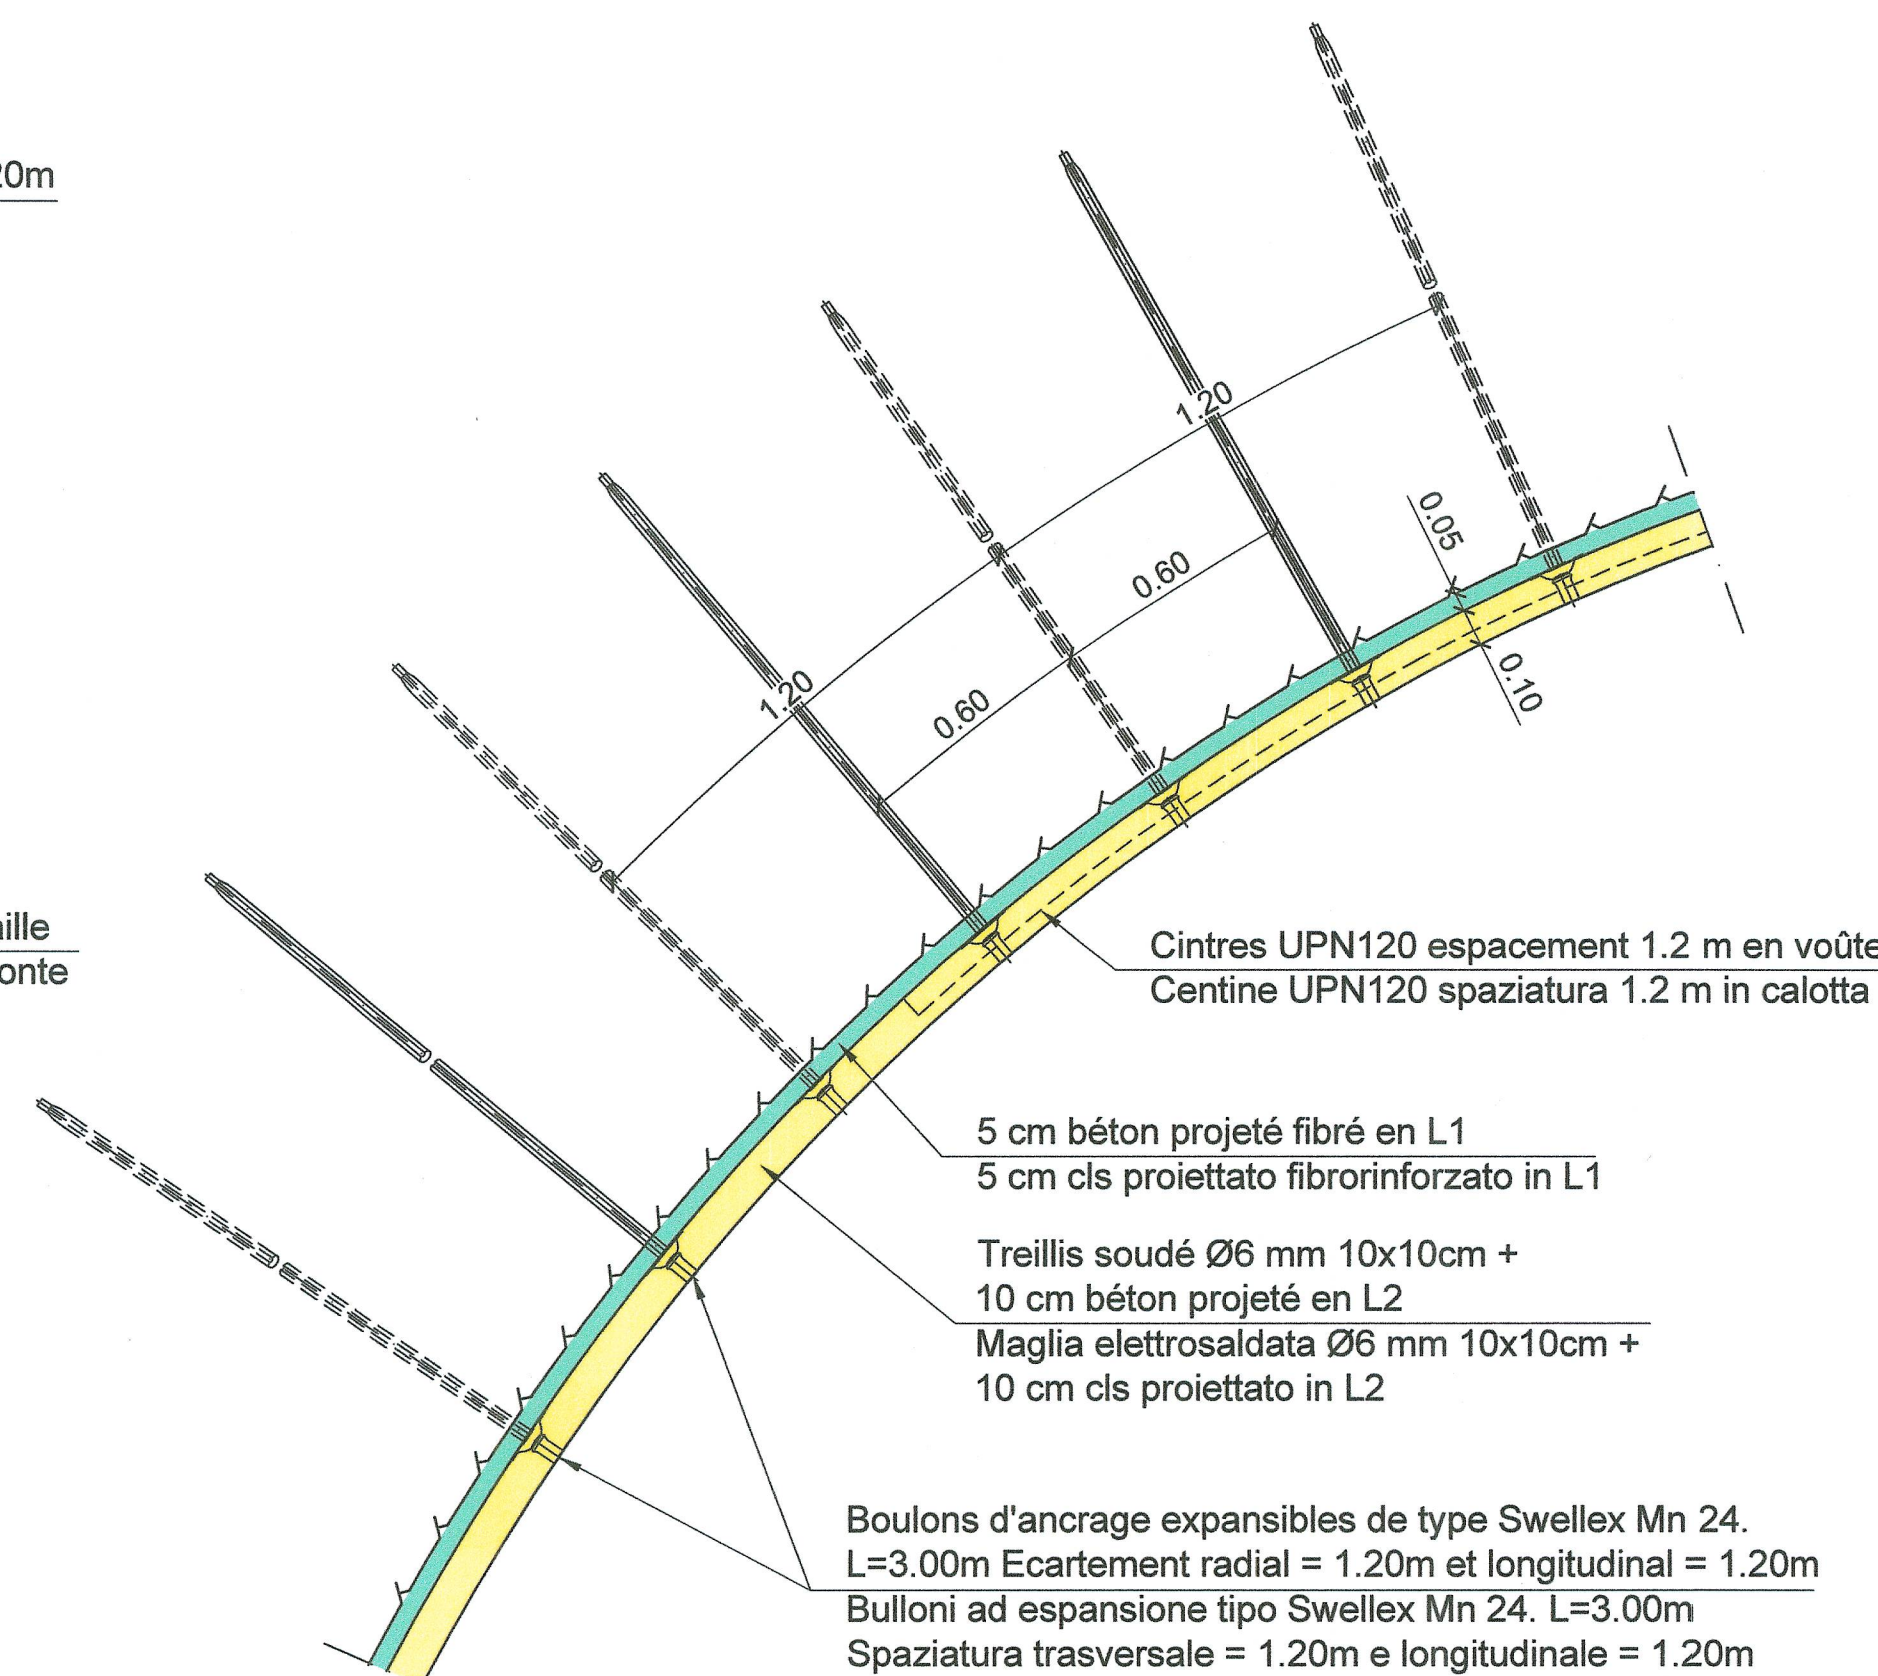 20m
1.20
0.05
0.60
0.10
1.20
0.60
aille
onte
Cintres UPN120 espacement 1.2 m en voûte
Centine UPN120 spaziatura 1.2 m in calotta
5 cm béton projeté fibré en L1
5 cm cls proiettato fibrorinforzato in L1
Treillis soudé Ø6 mm 10x10cm +
10 cm béton projeté en L2
Maglia elettrosaldata Ø6 mm 10x10cm +
10 cm cls proiettato in L2
Boulons d'ancrage expansibles de type Swellex Mn 24.
L=3.00m Ecartement radial = 1.20m et longitudinal = 1.20m
Bulloni ad espansione tipo Swellex Mn 24. L=3.00m
Spaziatura trasversale = 1.20m e longitudinale = 1.20m